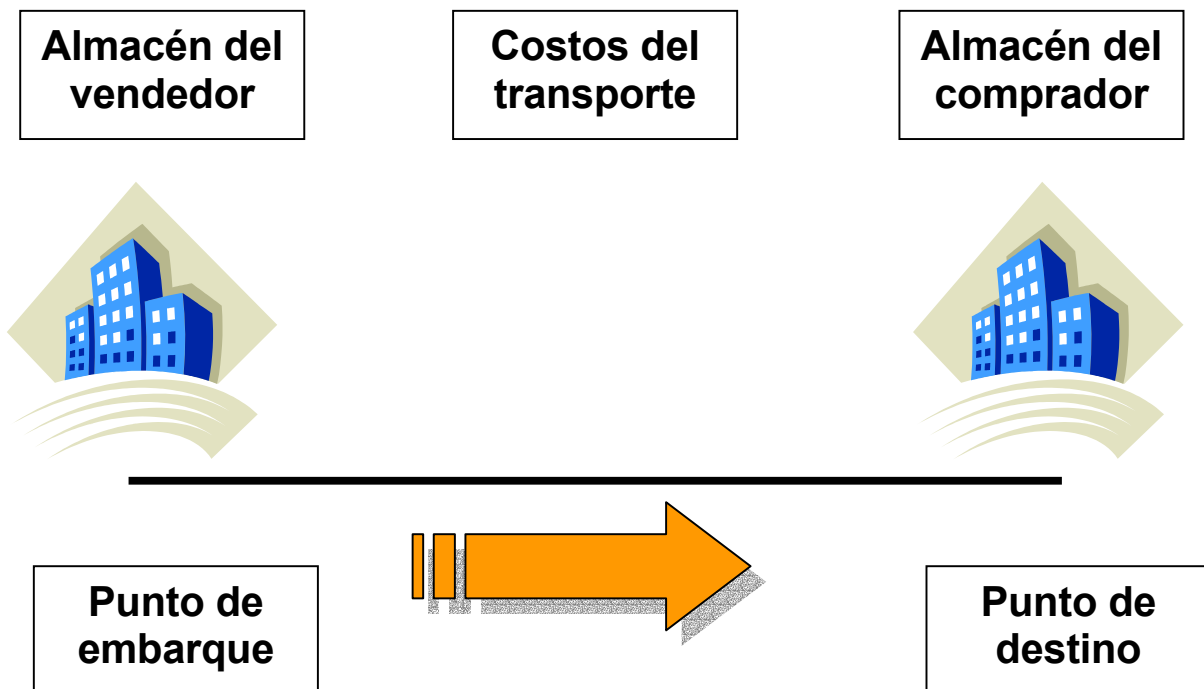 Almacén del
vendedor
Costos del
transporte
Almacén del
comprador
Punto de
embarque
Punto de
destino